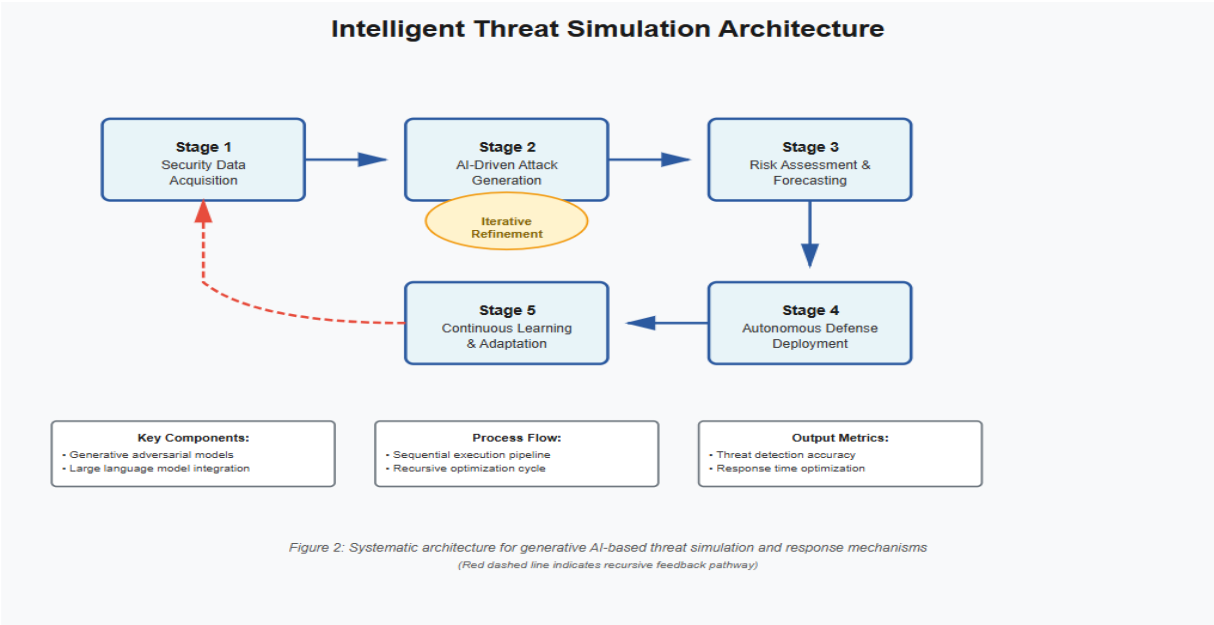 Intelligent Threat Simulation Architecture
Stage 1
Security Data
Acquisition
Stage 2
AI-Driven Attack
Generation
Iterative
Refinement
Stage 3
Risk Assessment &
Forecasting
Stage 4
Autonomous Defense
Deployment
Stage 5
Continuous Learning
& Adaptation
Key Components:
• Generative adversarial models
• Large language model integration
Process Flow:
• Sequential execution pipeline
• Recursive optimization cycle
Output Metrics:
• Threat detection accuracy
• Response time optimization
Figure 2: Systematic architecture for generative AI-based threat simulation and response mechanisms
(Red dashed line indicates recursive feedback pathway)